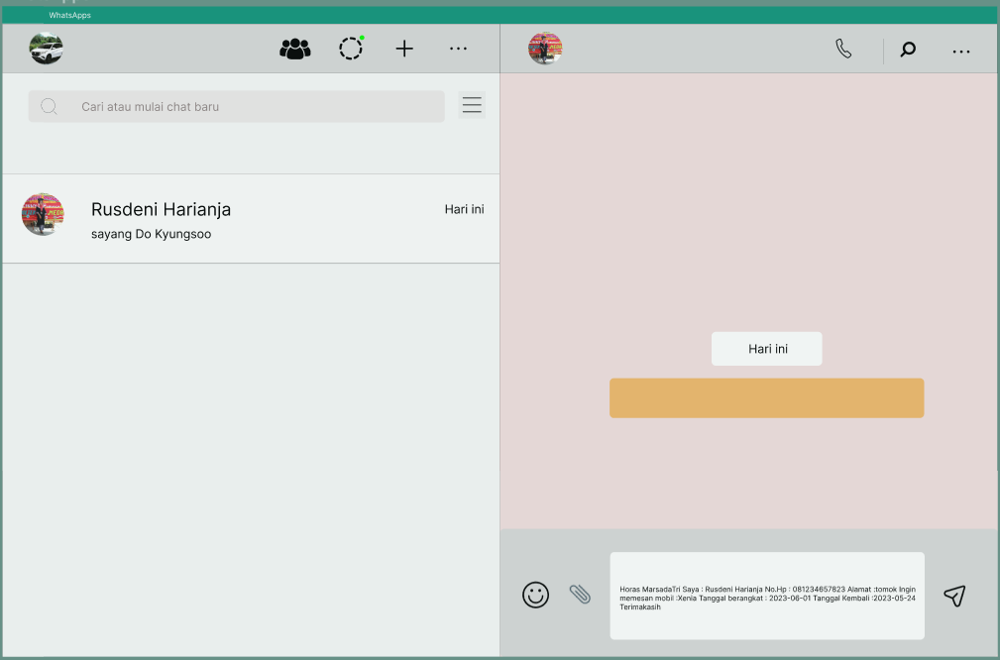 WhatsApps
Cari atau mulai chat baru
Rusdeni Harianja
Hari ini
sayang Do Kyungsoo
Hari ini
Horas MarsadaTri Saya : Rusdeni Harianja No.Hp : 081234657823 Alamat :tomok Ingin
memesan mobil :Xenia Tanggal berangkat : 2023-06-01 Tanggal Kembali :2023-05-24
Terimakasih